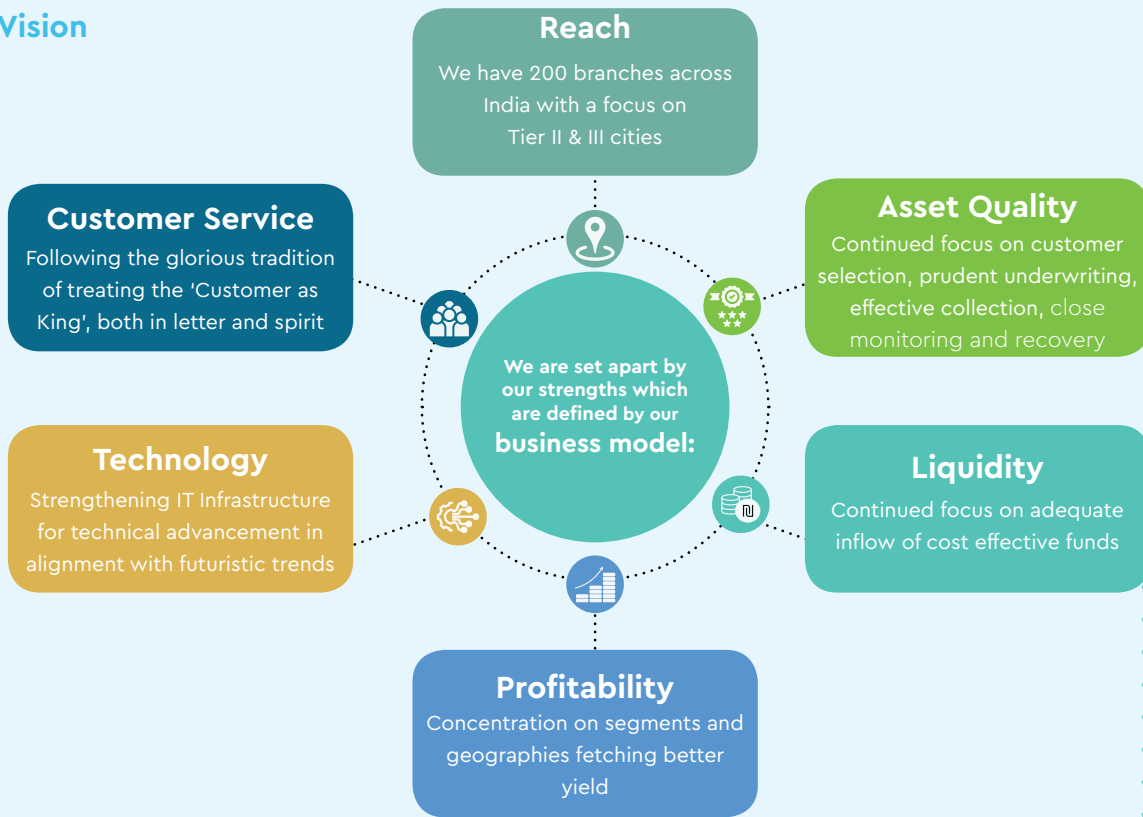 Vision
Reach
We have 200 branches across
India with a focus on
Tier II & III cities
Customer Service
Following the glorious tradition
of treating the ‘Customer as
King’, both in letter and spirit
Asset Quality
Continued focus on customer
selection, prudent underwriting,
effective collection, close
monitoring and recovery
We are set apart by
our strengths which
are defined by our
business model:
Technology
Strengthening IT Infrastructure
for technical advancement in
alignment with futuristic trends
Liquidity
Continued focus on adequate
inflow of cost effective funds
₪
Profitability
Concentration on segments and
geographies fetching better
yield